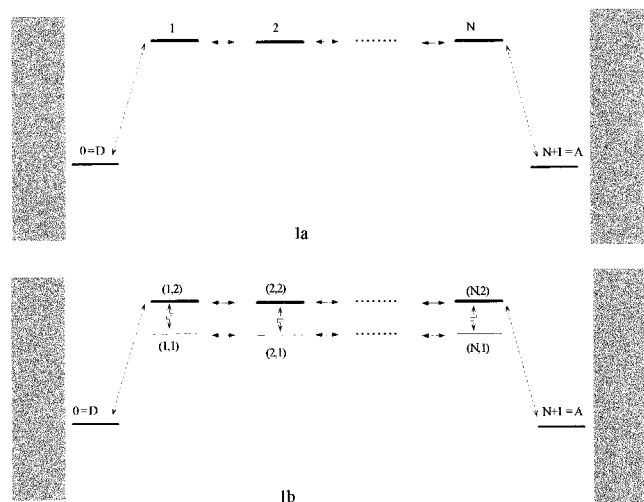 1 2 N
0=D N+1=A
1a
(1,2) (2,2) (N,2)
(1,1) (2,1) (N,1)
0=D N+1=A
1b